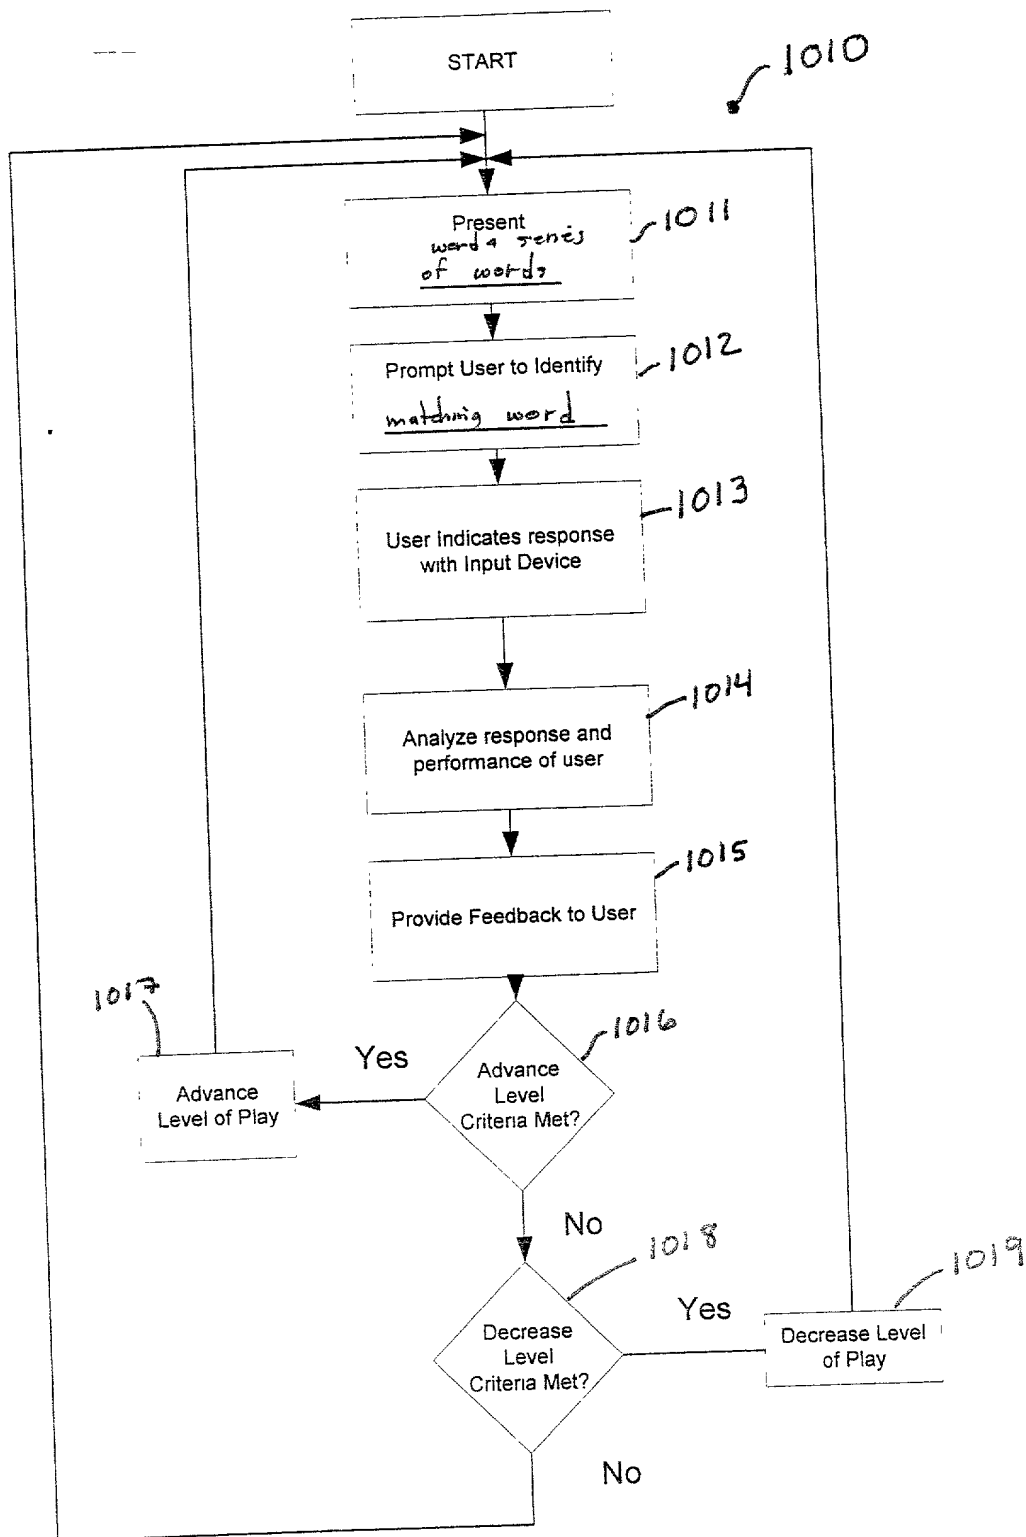 START
1010
Present
word & series
of words
1011
Prompt User to Identify
matching word
1012
User Indicates response
with Input Device
1013
Analyze response and
performance of user
1014
Provide Feedback to User
1015
Advance
Level
Criteria Met?
1016
Yes
Advance
Level of Play
1017
No
Decrease
Level
Criteria Met?
1018
Yes
Decrease Level
of Play
1019
No